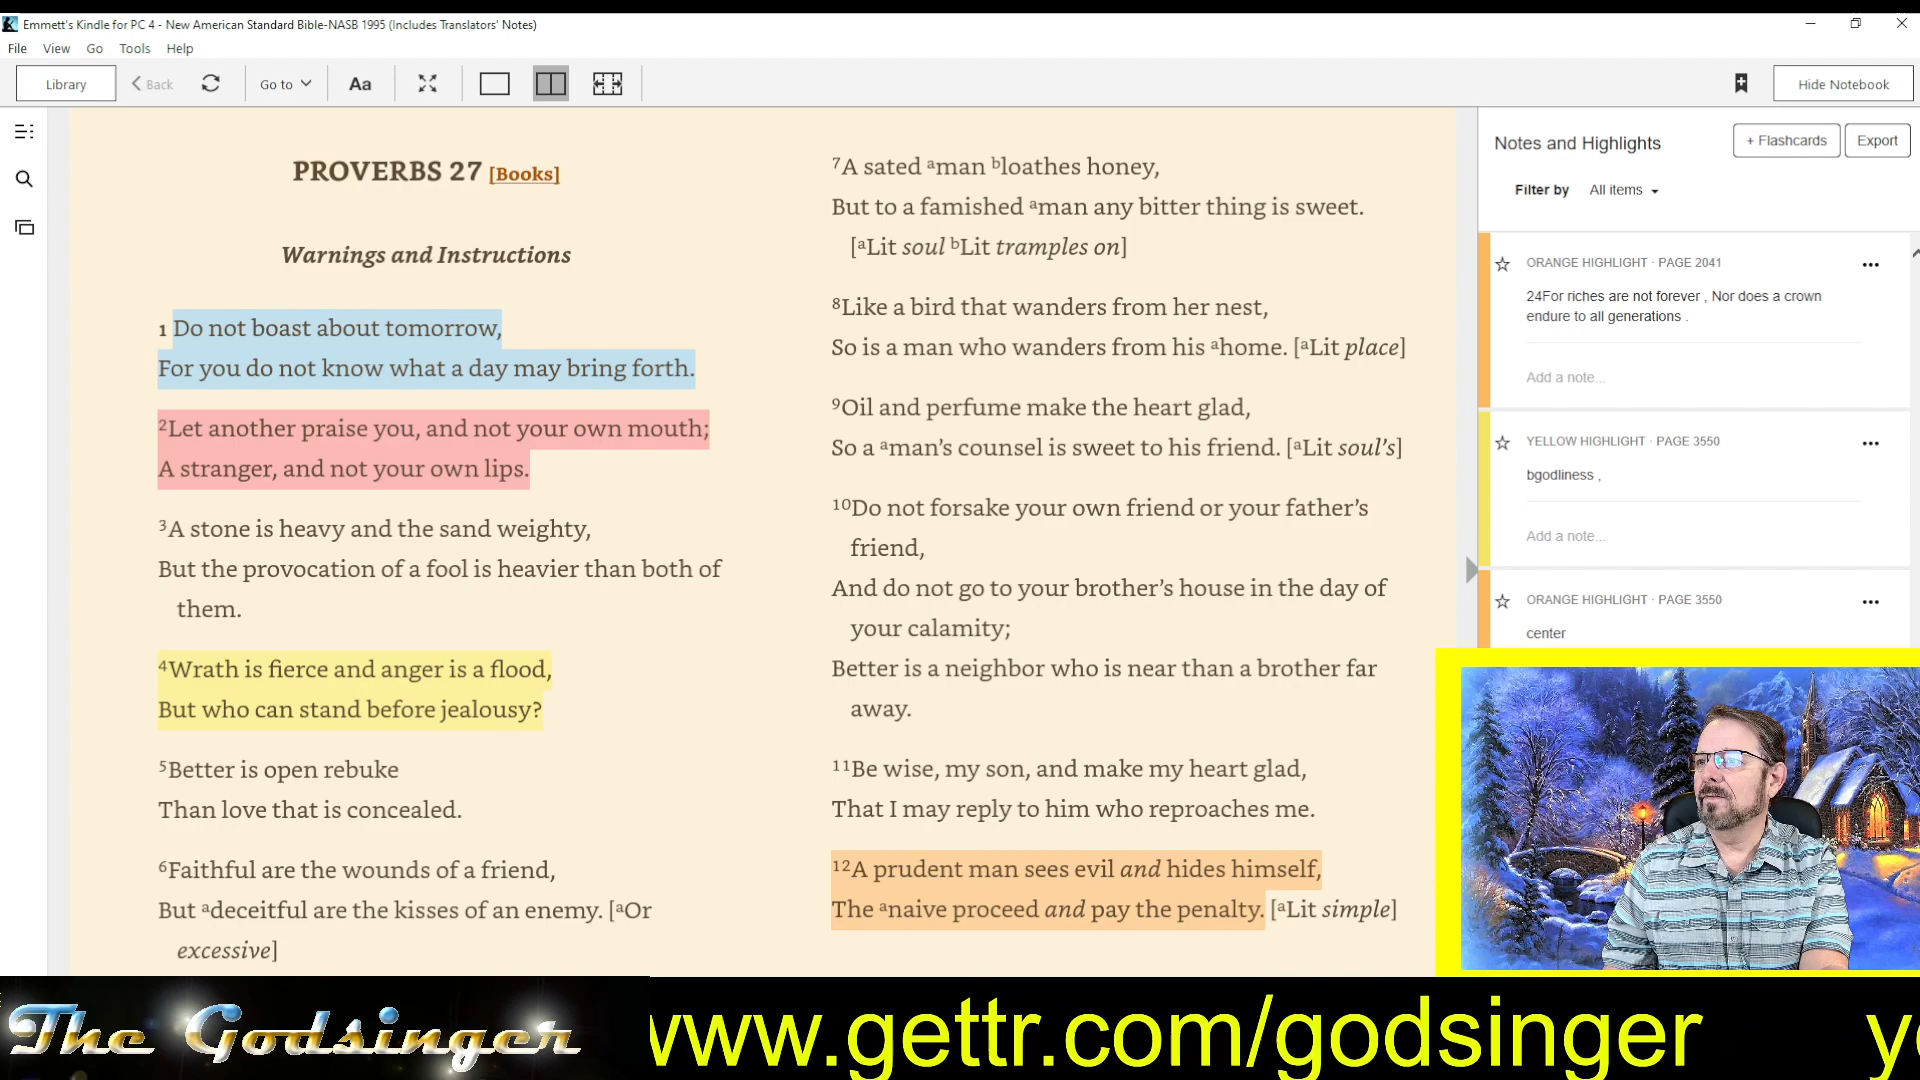 Emmett's Kindle for PC 4 - New American Standard Bible-NASB 1995 (Includes Translators' Notes)
File View Go Tools Help
Library Back Go to Aa Hide Notebook
PROVERBS 27 [Books]
Warnings and Instructions
1 Do not boast about tomorrow,
For you do not know what a day may bring forth.
2Let another praise you, and not your own mouth;
A stranger, and not your own lips.
3A stone is heavy and the sand weighty,
But the provocation of a fool is heavier than both of
them.
4Wrath is fierce and anger is a flood,
But who can stand before jealousy?
5Better is open rebuke
Than love that is concealed.
6Faithful are the wounds of a friend,
But adeceitful are the kisses of an enemy. [aOr
excessive]
7A sated aman bloathes honey,
But to a famished aman any bitter thing is sweet.
[aLit soul bLit tramples on]
8Like a bird that wanders from her nest,
So is a man who wanders from his ahome. [aLit place]
9Oil and perfume make the heart glad,
So a aman’s counsel is sweet to his friend. [aLit soul’s]
10Do not forsake your own friend or your father’s
friend,
And do not go to your brother’s house in the day of
your calamity;
Better is a neighbor who is near than a brother far
away.
11Be wise, my son, and make my heart glad,
That I may reply to him who reproaches me.
12A prudent man sees evil and hides himself,
The anaive proceed and pay the penalty. [aLit simple]
Notes and Highlights + Flashcards Export
Filter by All items
ORANGE HIGHLIGHT · PAGE 2041
24For riches are not forever , Nor does a crown
endure to all generations .
Add a note...
YELLOW HIGHLIGHT · PAGE 3550
bgodliness ,
Add a note...
ORANGE HIGHLIGHT · PAGE 3550
center
The Godsinger
www.gettr.com/godsinger